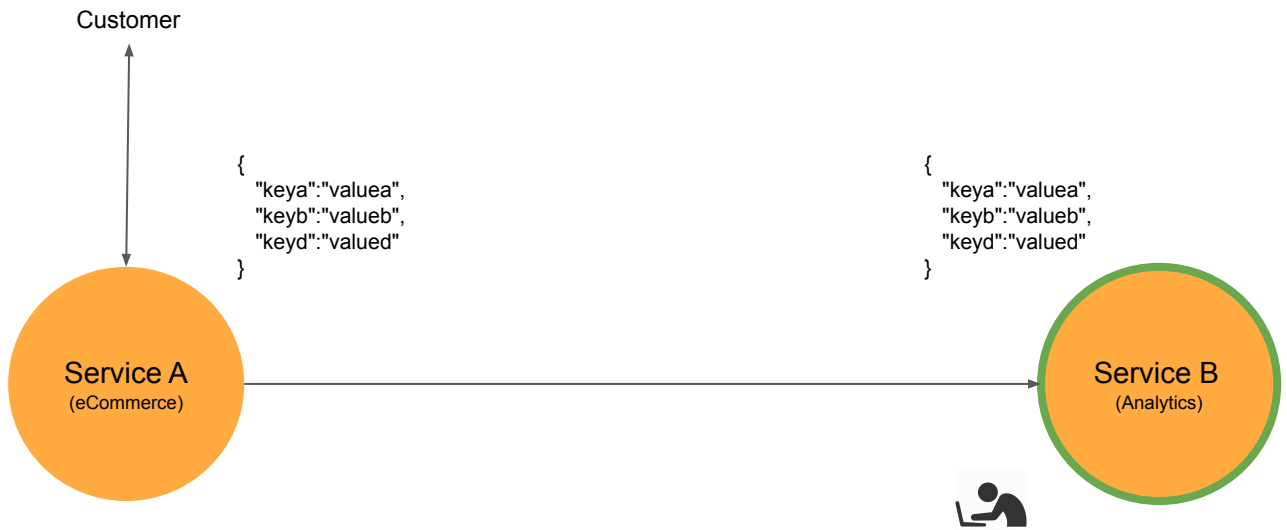 Customer
{
"keya":"valuea",
"keyb":"valueb",
"keyd":"valued"
}
{
"keya":"valuea",
"keyb":"valueb",
"keyd":"valued"
}
Service A
(eCommerce)
Service B
(Analytics)